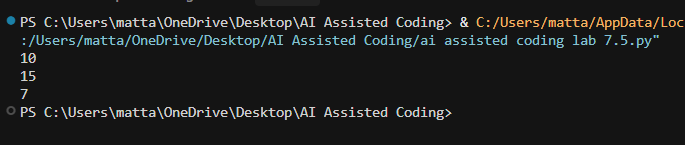 PS C:\Users\matta\OneDrive\Desktop\AI Assisted Coding> & C:/Users/matta/AppData/Loc
:/Users/matta/OneDrive/Desktop/AI Assisted Coding/ai assisted coding lab 7.5.py"
10
15
7
PS C:\Users\matta\OneDrive\Desktop\AI Assisted Coding>